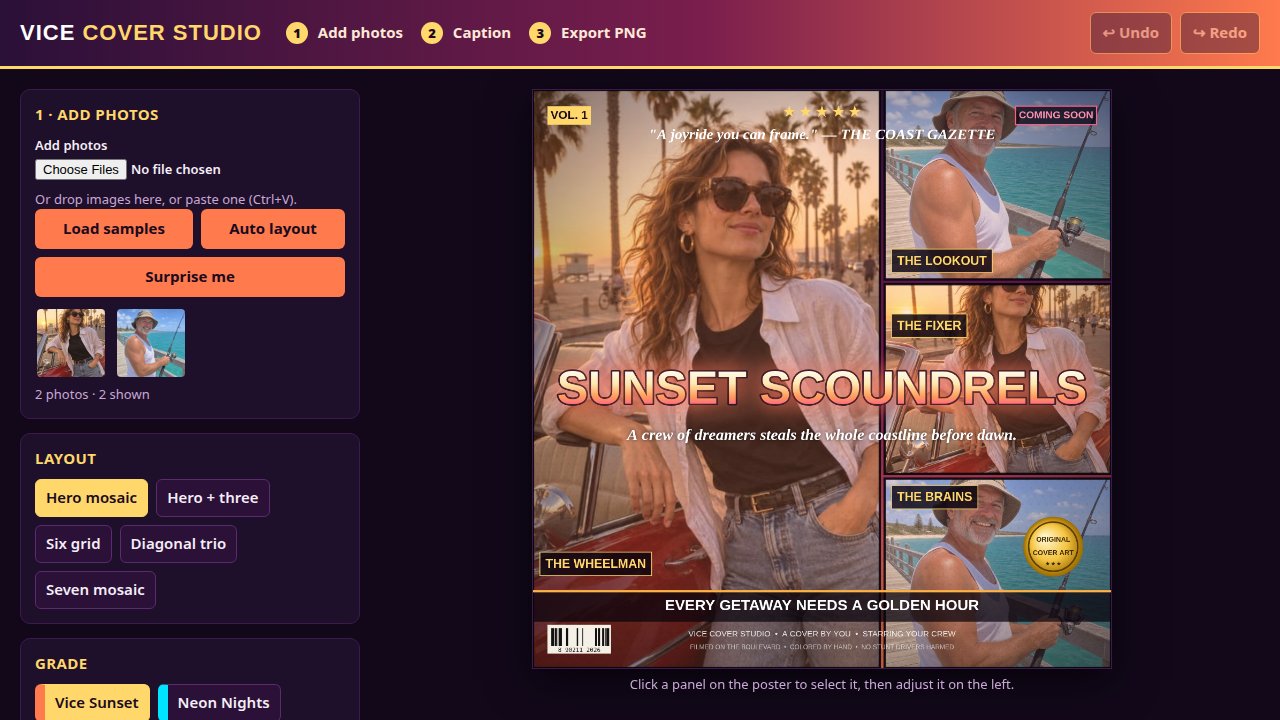 VICE COVER STUDIO
1 Add photos 2 Caption 3 Export PNG
↩ Undo ↪ Redo
1 · ADD PHOTOS
Add photos
Choose Files No file chosen
Or drop images here, or paste one (Ctrl+V).
Load samples Auto layout
Surprise me
2 photos · 2 shown
LAYOUT
Hero mosaic Hero + three
Six grid Diagonal trio
Seven mosaic
GRADE
Vice Sunset Neon Nights
VOL. 1
★★★★★
COMING SOON
"A joyride you can frame." — THE COAST GAZETTE
THE LOOKOUT
THE FIXER
SUNSET SCOUNDRELS
A crew of dreamers steals the whole coastline before dawn.
THE BRAINS
ORIGINAL
COVER ART
★★★
THE WHEELMAN
EVERY GETAWAY NEEDS A GOLDEN HOUR
VICE COVER STUDIO • A COVER BY YOU • STARRING YOUR CREW
FILMED ON THE BOULEVARD • COLORED BY HAND • NO STUNT DRIVERS HARMED
8 90211 2026
Click a panel on the poster to select it, then adjust it on the left.